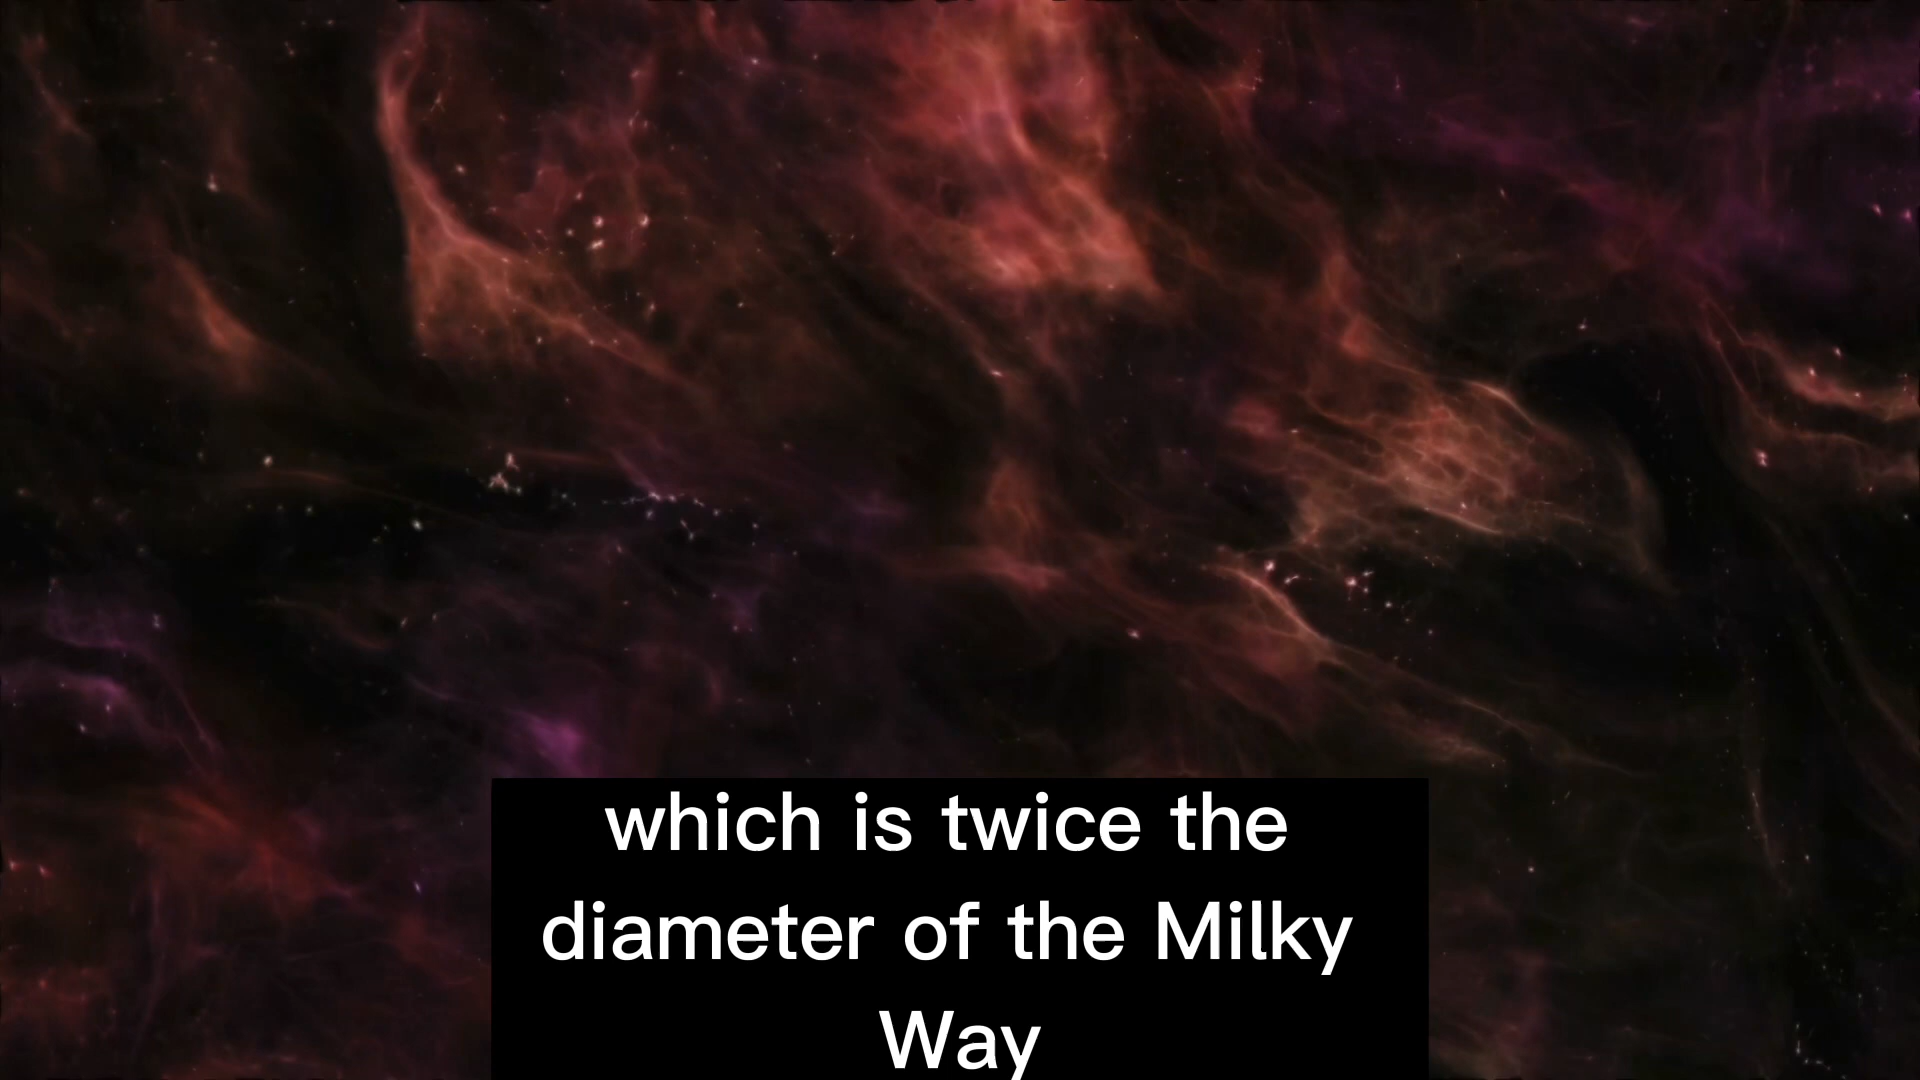 which is twice the
diameter of the Milky
Way